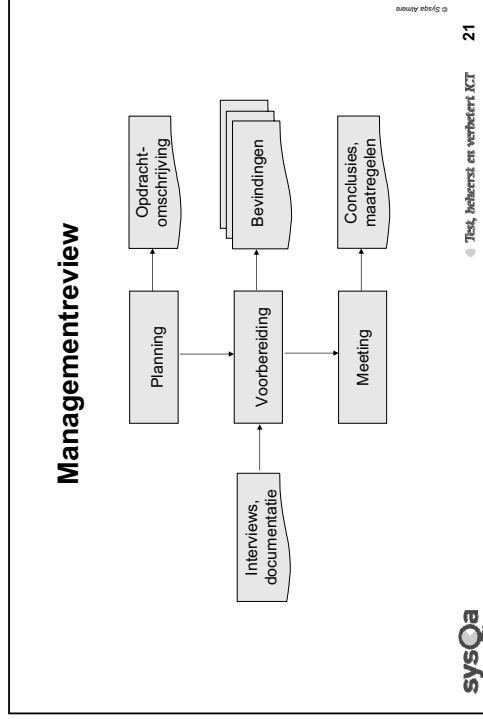 Managementreview
Planning
Opdracht-
omschrijving
Interviews,
documentatie
Voorbereiding
Bevindingen
Meeting
Conclusies,
maatregelen
sysQa
Test, beheerst en verbetert ICT
21
© Sysqa Almere